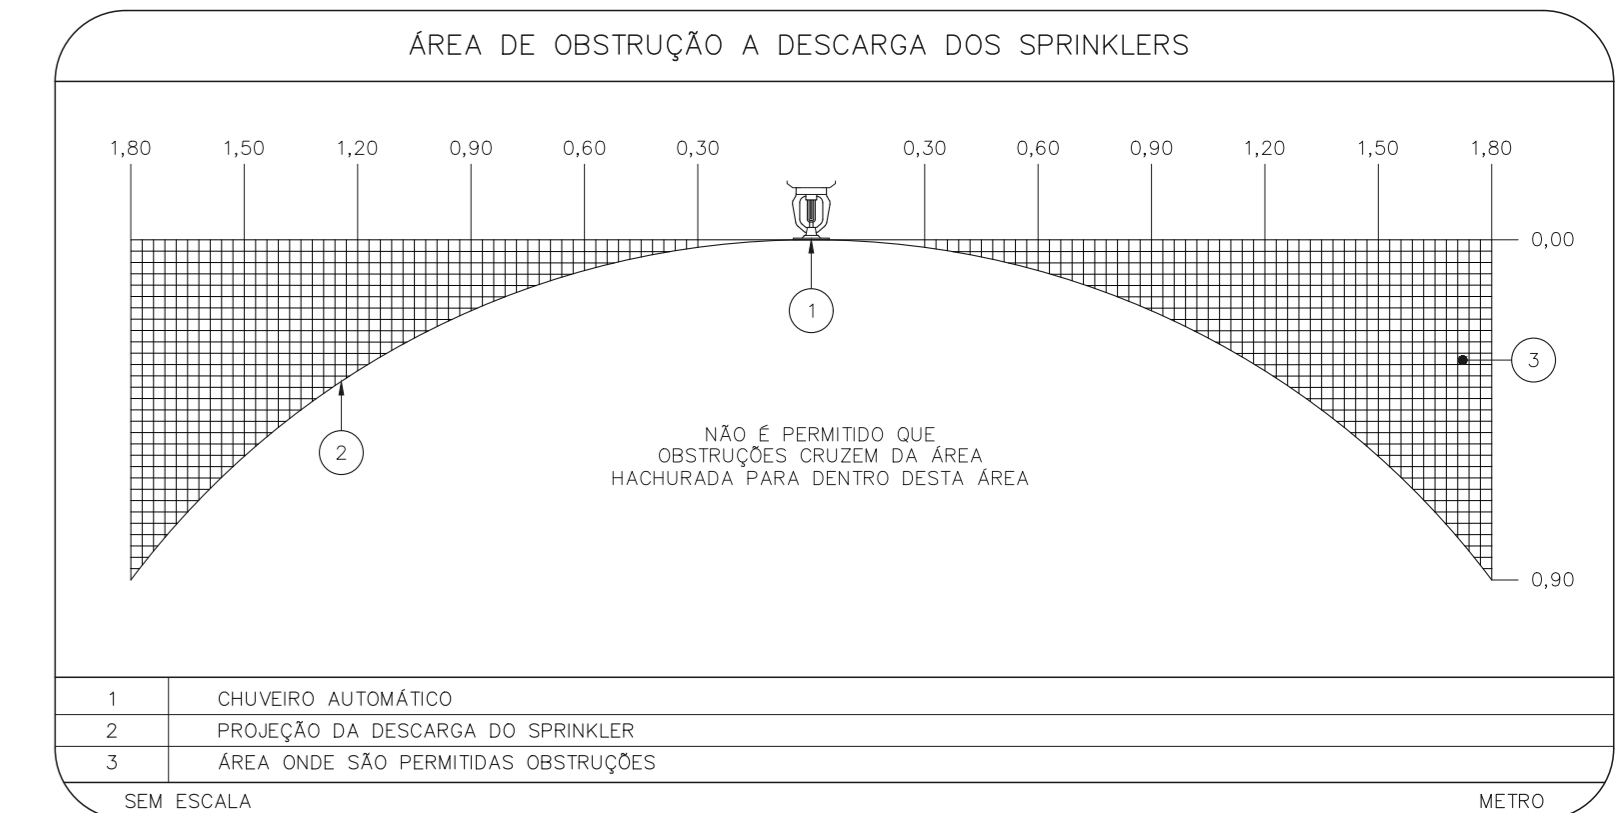 ÁREA DE OBSTRUÇÃO A DESCARGA DOS SPRINKLERS
1,80 1,50 1,20 0,90 0,60 0,30 0,30 0,60 0,90 1,20 1,50 1,80
0,00
1
3
2
NÃO É PERMITIDO QUE
OBSTRUÇÕES CRUZEM DA ÁREA
HACHURADA PARA DENTRO DESTA ÁREA
0,90
1 CHUVEIRO AUTOMÁTICO
2 PROJEÇÃO DA DESCARGA DO SPRINKLER
3 ÁREA ONDE SÃO PERMITIDAS OBSTRUÇÕES
SEM ESCALA METRO